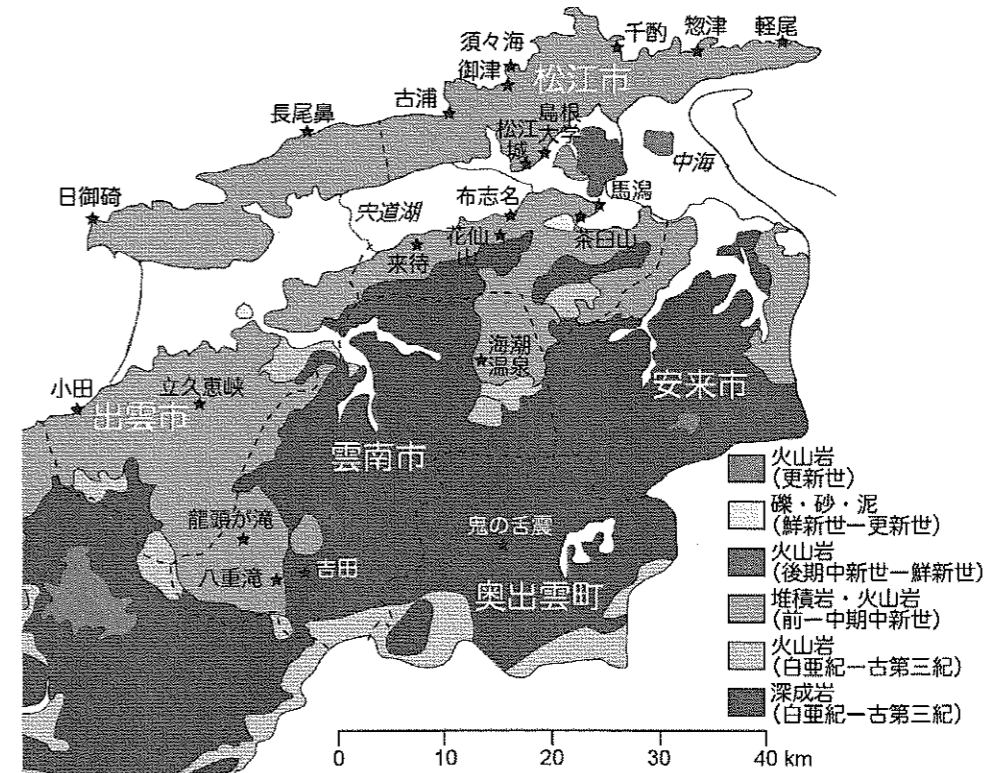 軽尾
惣津
千酌
須々海
御津
松江市
古浦
島根
大学
松江
城
長尾鼻
中海
日御碕
宍道湖
布志名
馬潟
花仙
山
茶臼山
来待
海潮
温泉
小田
立久恵峡
出雲市
安来市
雲南市
龍頭が滝
鬼の舌震
八重滝
吉田
奥出雲町
火山岩
(更新世)
礫・砂・泥
(鮮新世ー更新世)
火山岩
(後期中新世ー鮮新世)
堆積岩・火山岩
(前ー中期中新世)
火山岩
(白亜紀ー古第三紀)
深成岩
(白亜紀ー古第三紀)
0 10 20 30 40 km